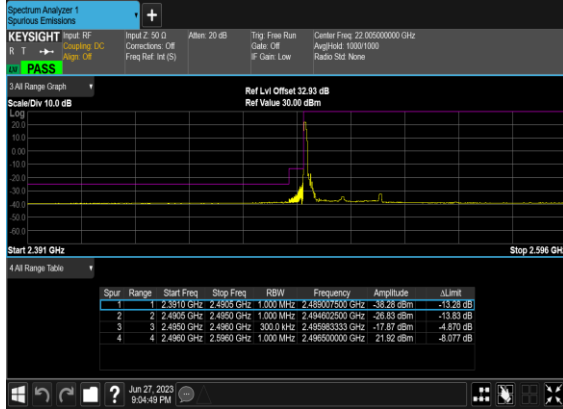 Spectrum Analyzer 1
Spurious Emissions
KEYSIGHT Input: RF Input Z: 50 Ω Atten: 20 dB Trig: Free Run Center Freq: 22.005000000 GHz
R T Coupling: DC Corrections: Off Gate: Off Avg|Hold: 1000/1000
Align: Off Freq Ref: Int (S) IF Gain: Low Radio Std: None
PASS
3 All Range Graph Ref Lvl Offset 32.93 dB
Scale/Div 10.0 dB Ref Value 30.00 dBm
Log
20.0
10.0
0.00
-10.0
-20.0
-30.0
-40.0
-50.0
-60.0
Start 2.391 GHz Stop 2.596 GHz
4 All Range Table
Spur Range Start Freq Stop Freq RBW Frequency Amplitude ΔLimit
1 1 2.3910 GHz 2.4905 GHz 1.000 MHz 2.489007500 GHz -38.28 dBm -13.28 dB
2 2 2.4905 GHz 2.4950 GHz 1.000 MHz 2.494602500 GHz -26.83 dBm -13.83 dB
3 3 2.4950 GHz 2.4960 GHz 300.0 kHz 2.495983333 GHz -17.87 dBm -4.870 dB
4 4 2.4960 GHz 2.5960 GHz 1.000 MHz 2.496500000 GHz 21.92 dBm -8.077 dB
Jun 27, 2023
9:04:49 PM